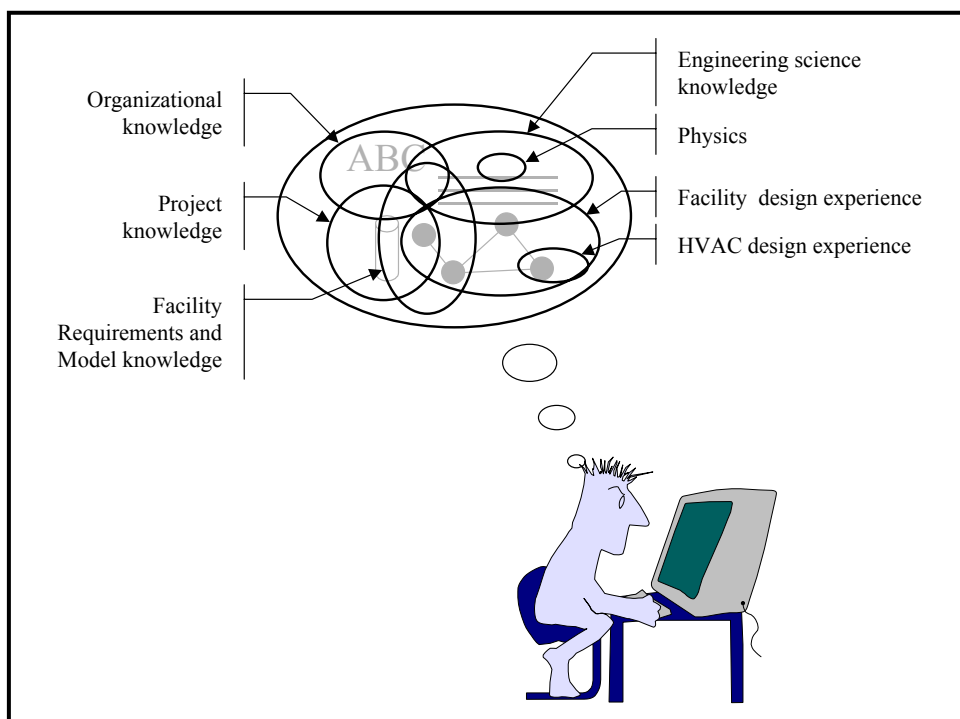 Organizational
knowledge
Project
knowledge
Facility
Requirements and
Model knowledge
ABC
Engineering science
knowledge
Physics
Facility design experience
HVAC design experience